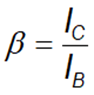 β = I_C / I_B